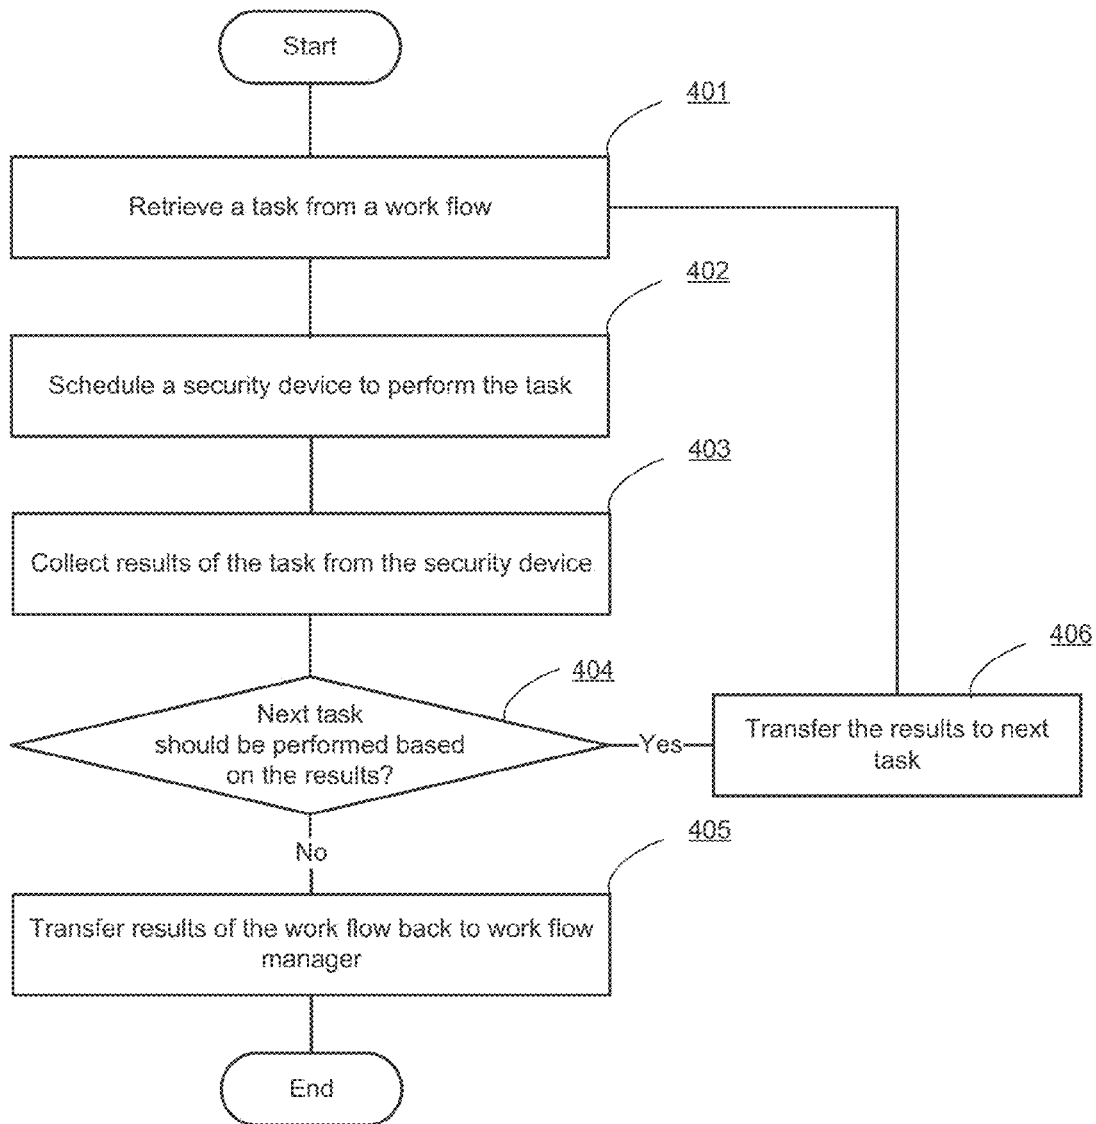 Start
401
Retrieve a task from a work flow
402
Schedule a security device to perform the task
403
Collect results of the task from the security device
404
Next task
should be performed based
on the results?
Yes
406
Transfer the results to next
task
No
405
Transfer results of the work flow back to work flow
manager
End